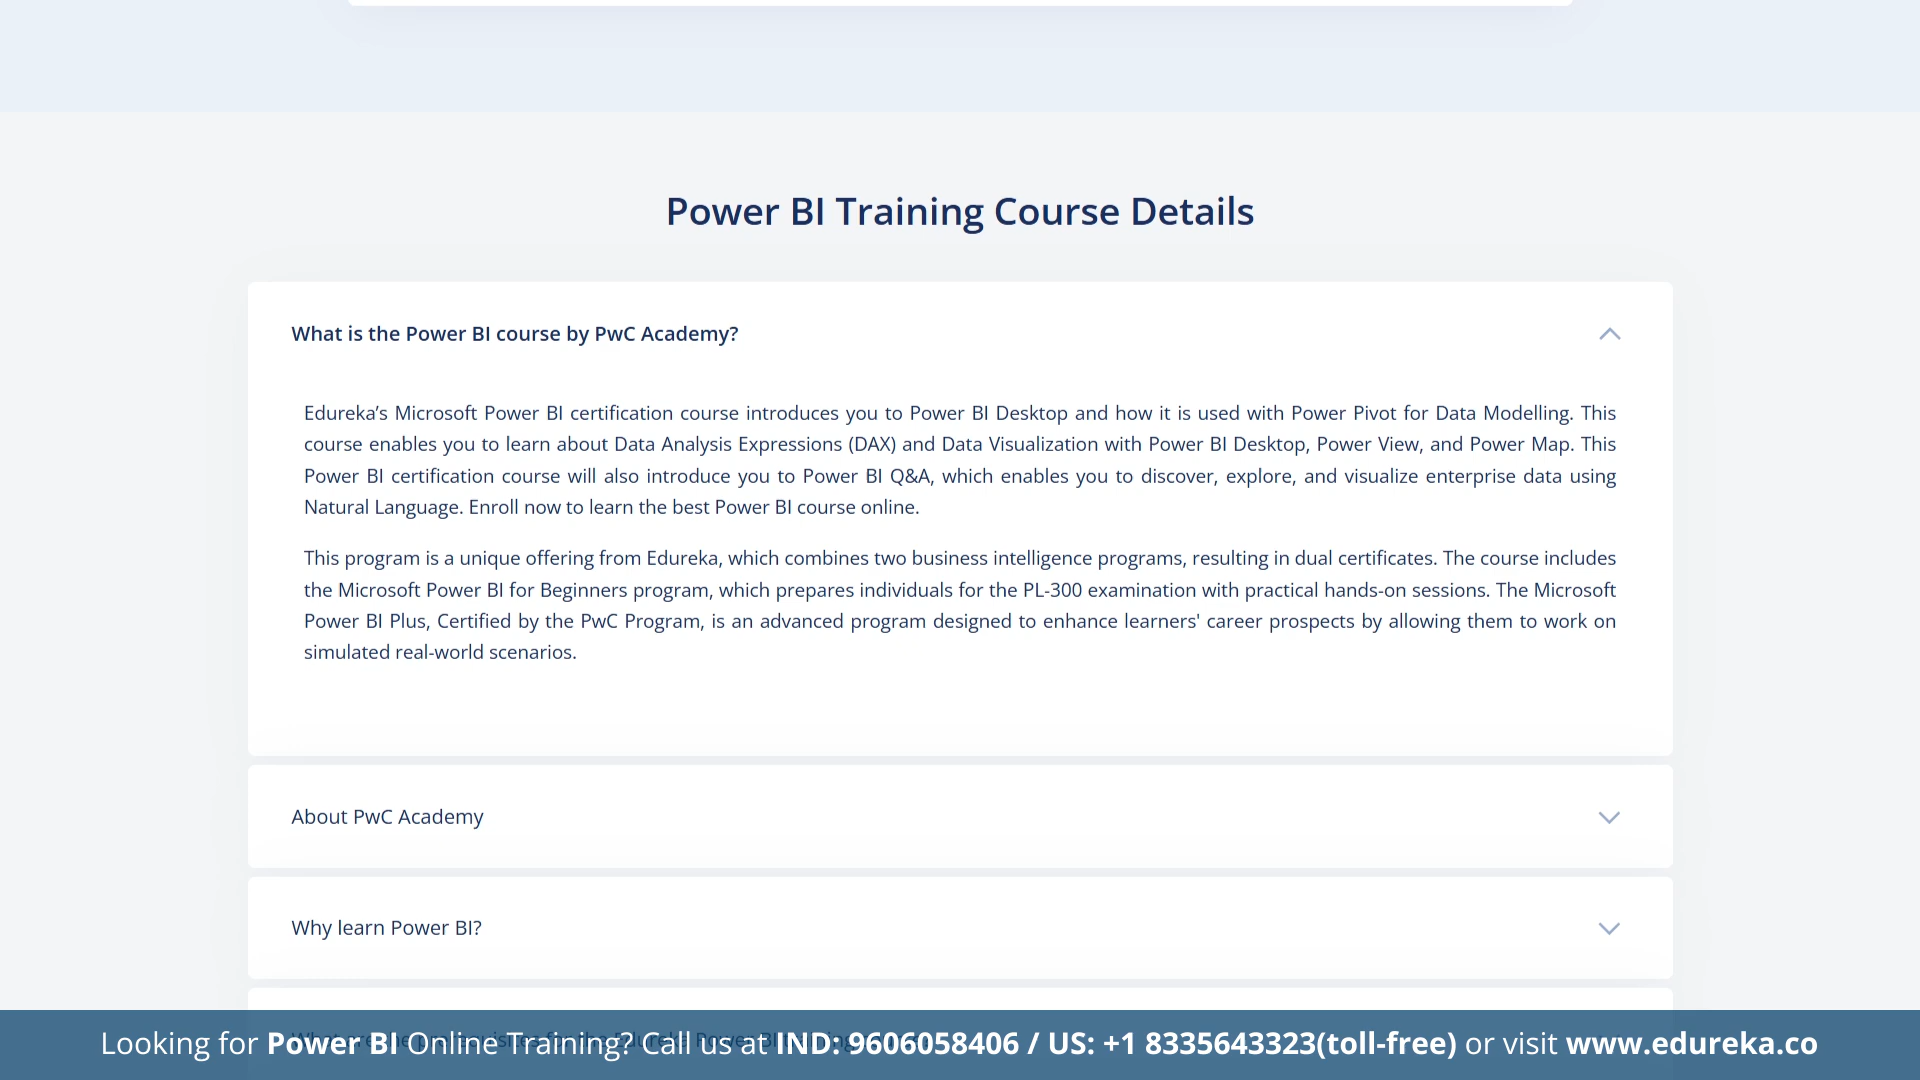 Power BI Training Course Details
What is the Power BI course by PwC Academy?
Edureka’s Microsoft Power BI certification course introduces you to Power BI Desktop and how it is used with Power Pivot for Data Modelling. This
course enables you to learn about Data Analysis Expressions (DAX) and Data Visualization with Power BI Desktop, Power View, and Power Map. This
Power BI certification course will also introduce you to Power BI Q&A, which enables you to discover, explore, and visualize enterprise data using
Natural Language. Enroll now to learn the best Power BI course online.
This program is a unique offering from Edureka, which combines two business intelligence programs, resulting in dual certificates. The course includes
the Microsoft Power BI for Beginners program, which prepares individuals for the PL-300 examination with practical hands-on sessions. The Microsoft
Power BI Plus, Certified by the PwC Program, is an advanced program designed to enhance learners' career prospects by allowing them to work on
simulated real-world scenarios.
About PwC Academy
Why learn Power BI?
Looking for Power BI Online Training? Call us at IND: 9606058406 / US: +1 8335643323(toll-free) or visit www.edureka.co